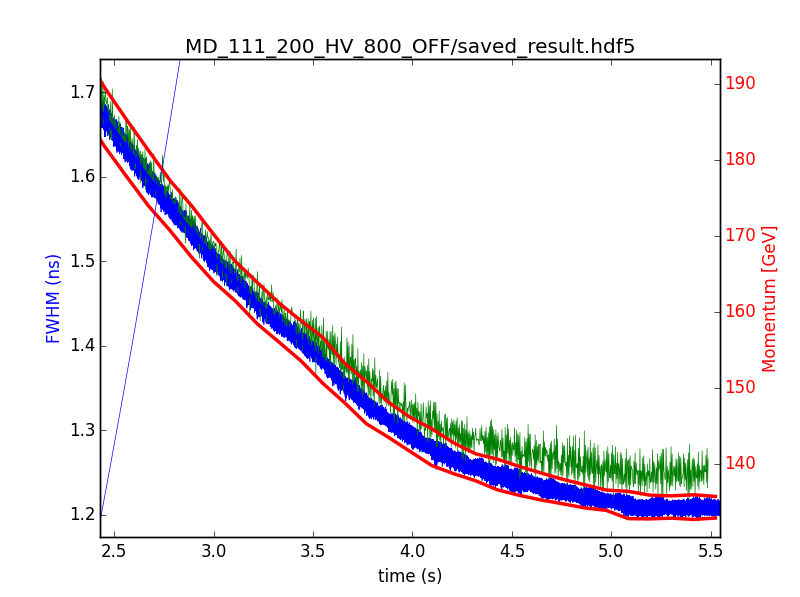 MD_111_200_HV_800_OFF/saved_result.hdf5
1.7
1.6
1.5
1.4
1.3
1.2
FWHM (ns)
190
180
170
160
150
140
Momentum [GeV]
2.5 3.0 3.5 4.0 4.5 5.0 5.5
time (s)